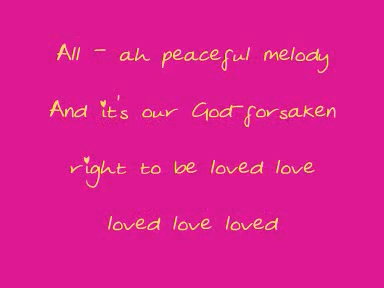 All - ah peaceful melody
And it's our God-forsaken
right to be loved love
loved love loved